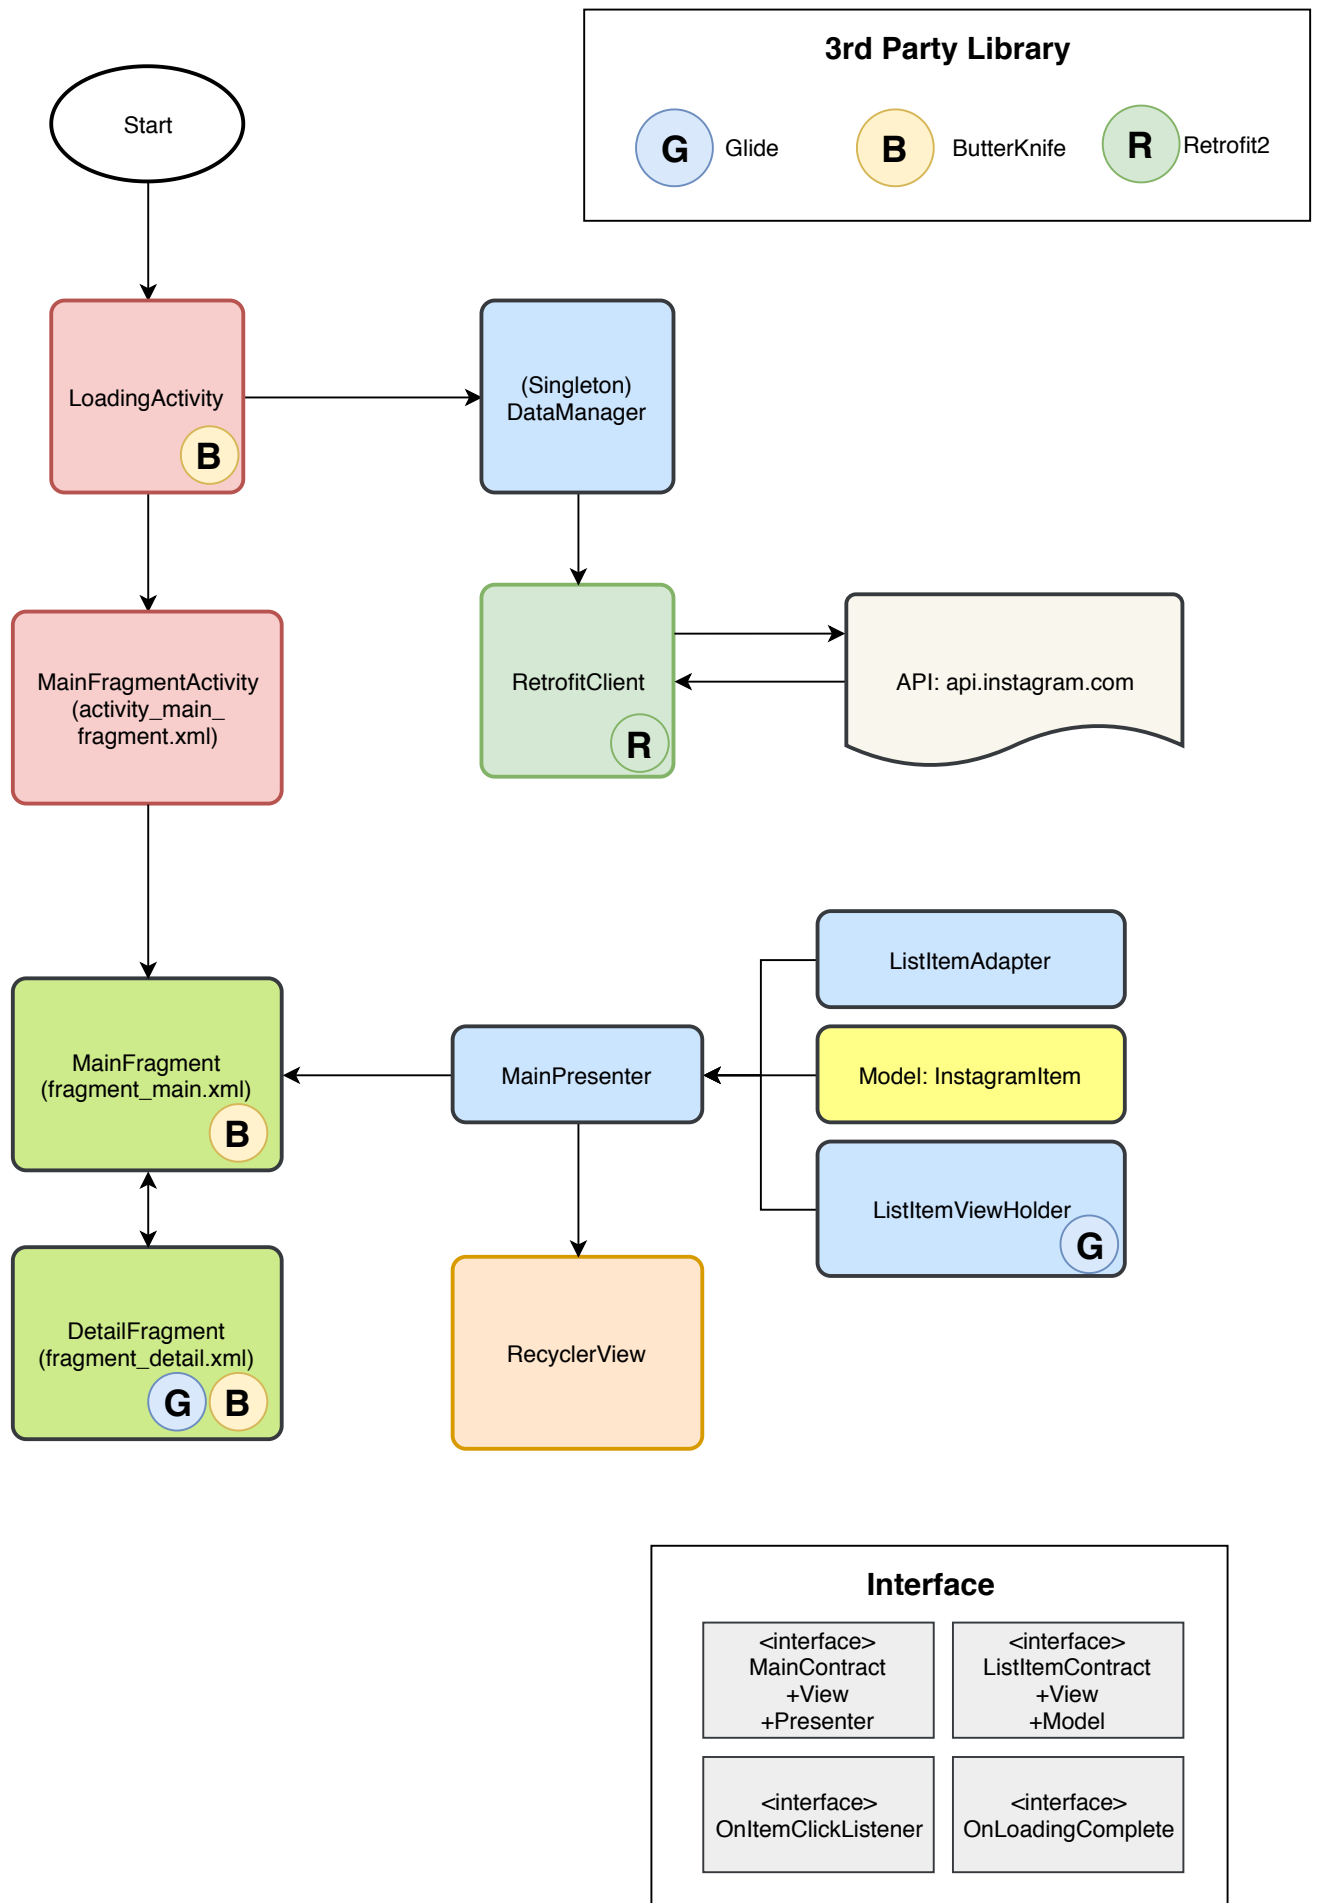 3rd Party Library
G
Glide
B
ButterKnife
R
Retrofit2
Start
LoadingActivity
B
(Singleton)
DataManager
MainFragmentActivity
(activity_main_
fragment.xml)
RetrofitClient
R
API: api.instagram.com
MainFragment
(fragment_main.xml)
B
MainPresenter
ListItemAdapter
Model: InstagramItem
ListItemViewHolder
G
DetailFragment
(fragment_detail.xml)
G
B
RecyclerView
Interface
<interface>
MainContract
+View
+Presenter
<interface>
ListItemContract
+View
+Model
<interface>
OnItemClickListener
<interface>
OnLoadingComplete